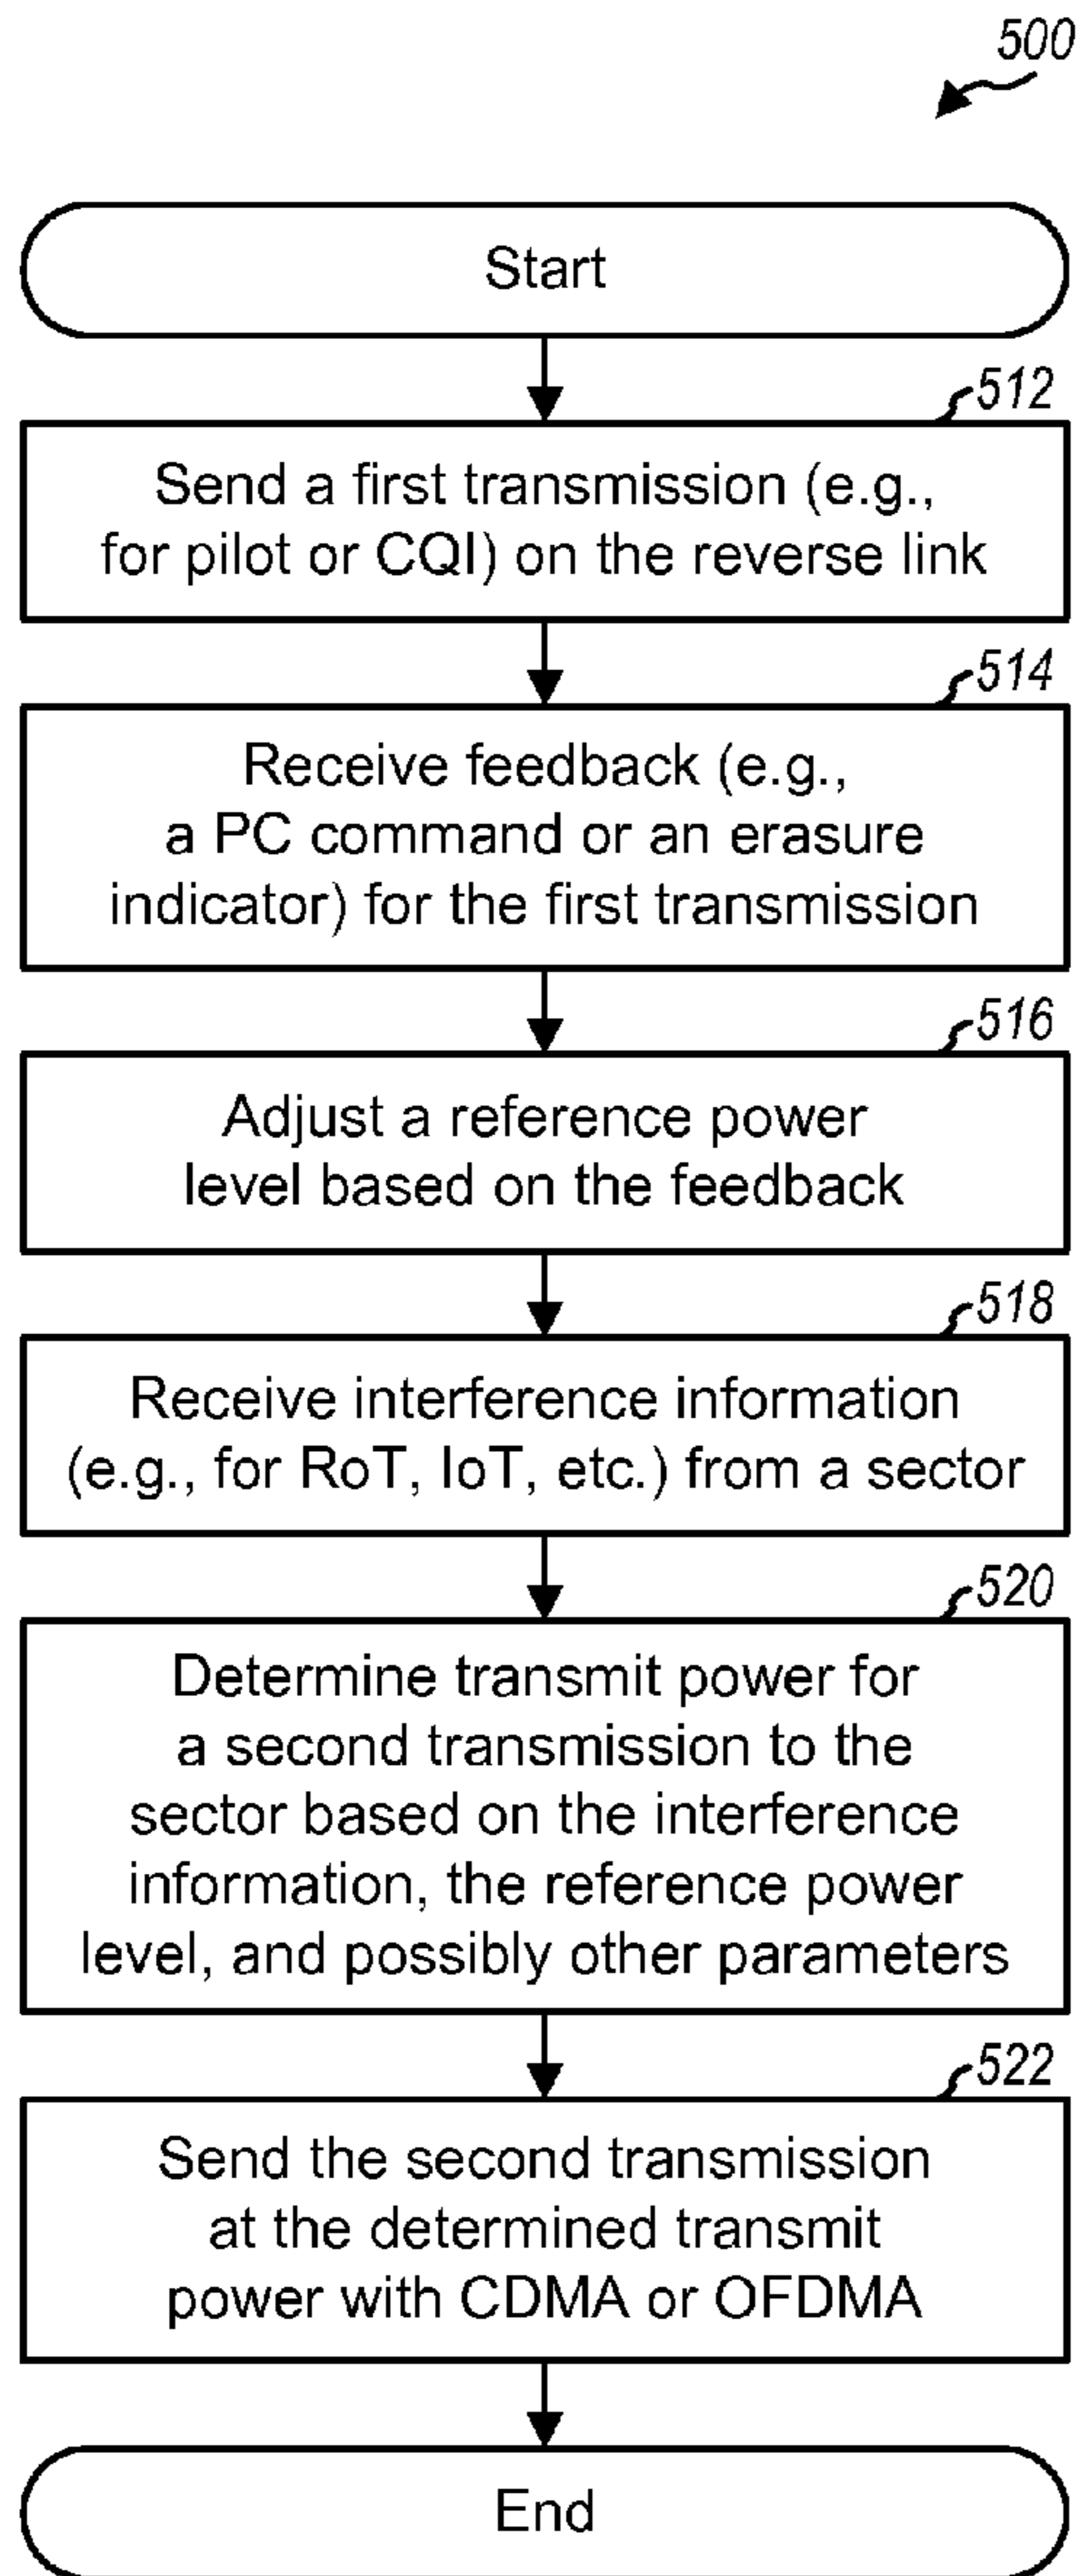 500
Start
512
Send a first transmission (e.g.,
for pilot or CQI) on the reverse link
514
Receive feedback (e.g.,
a PC command or an erasure
indicator) for the first transmission
516
Adjust a reference power
level based on the feedback
518
Receive interference information
(e.g., for RoT, IoT, etc.) from a sector
520
Determine transmit power for
a second transmission to the
sector based on the interference
information, the reference power
level, and possibly other parameters
522
Send the second transmission
at the determined transmit
power with CDMA or OFDMA
End